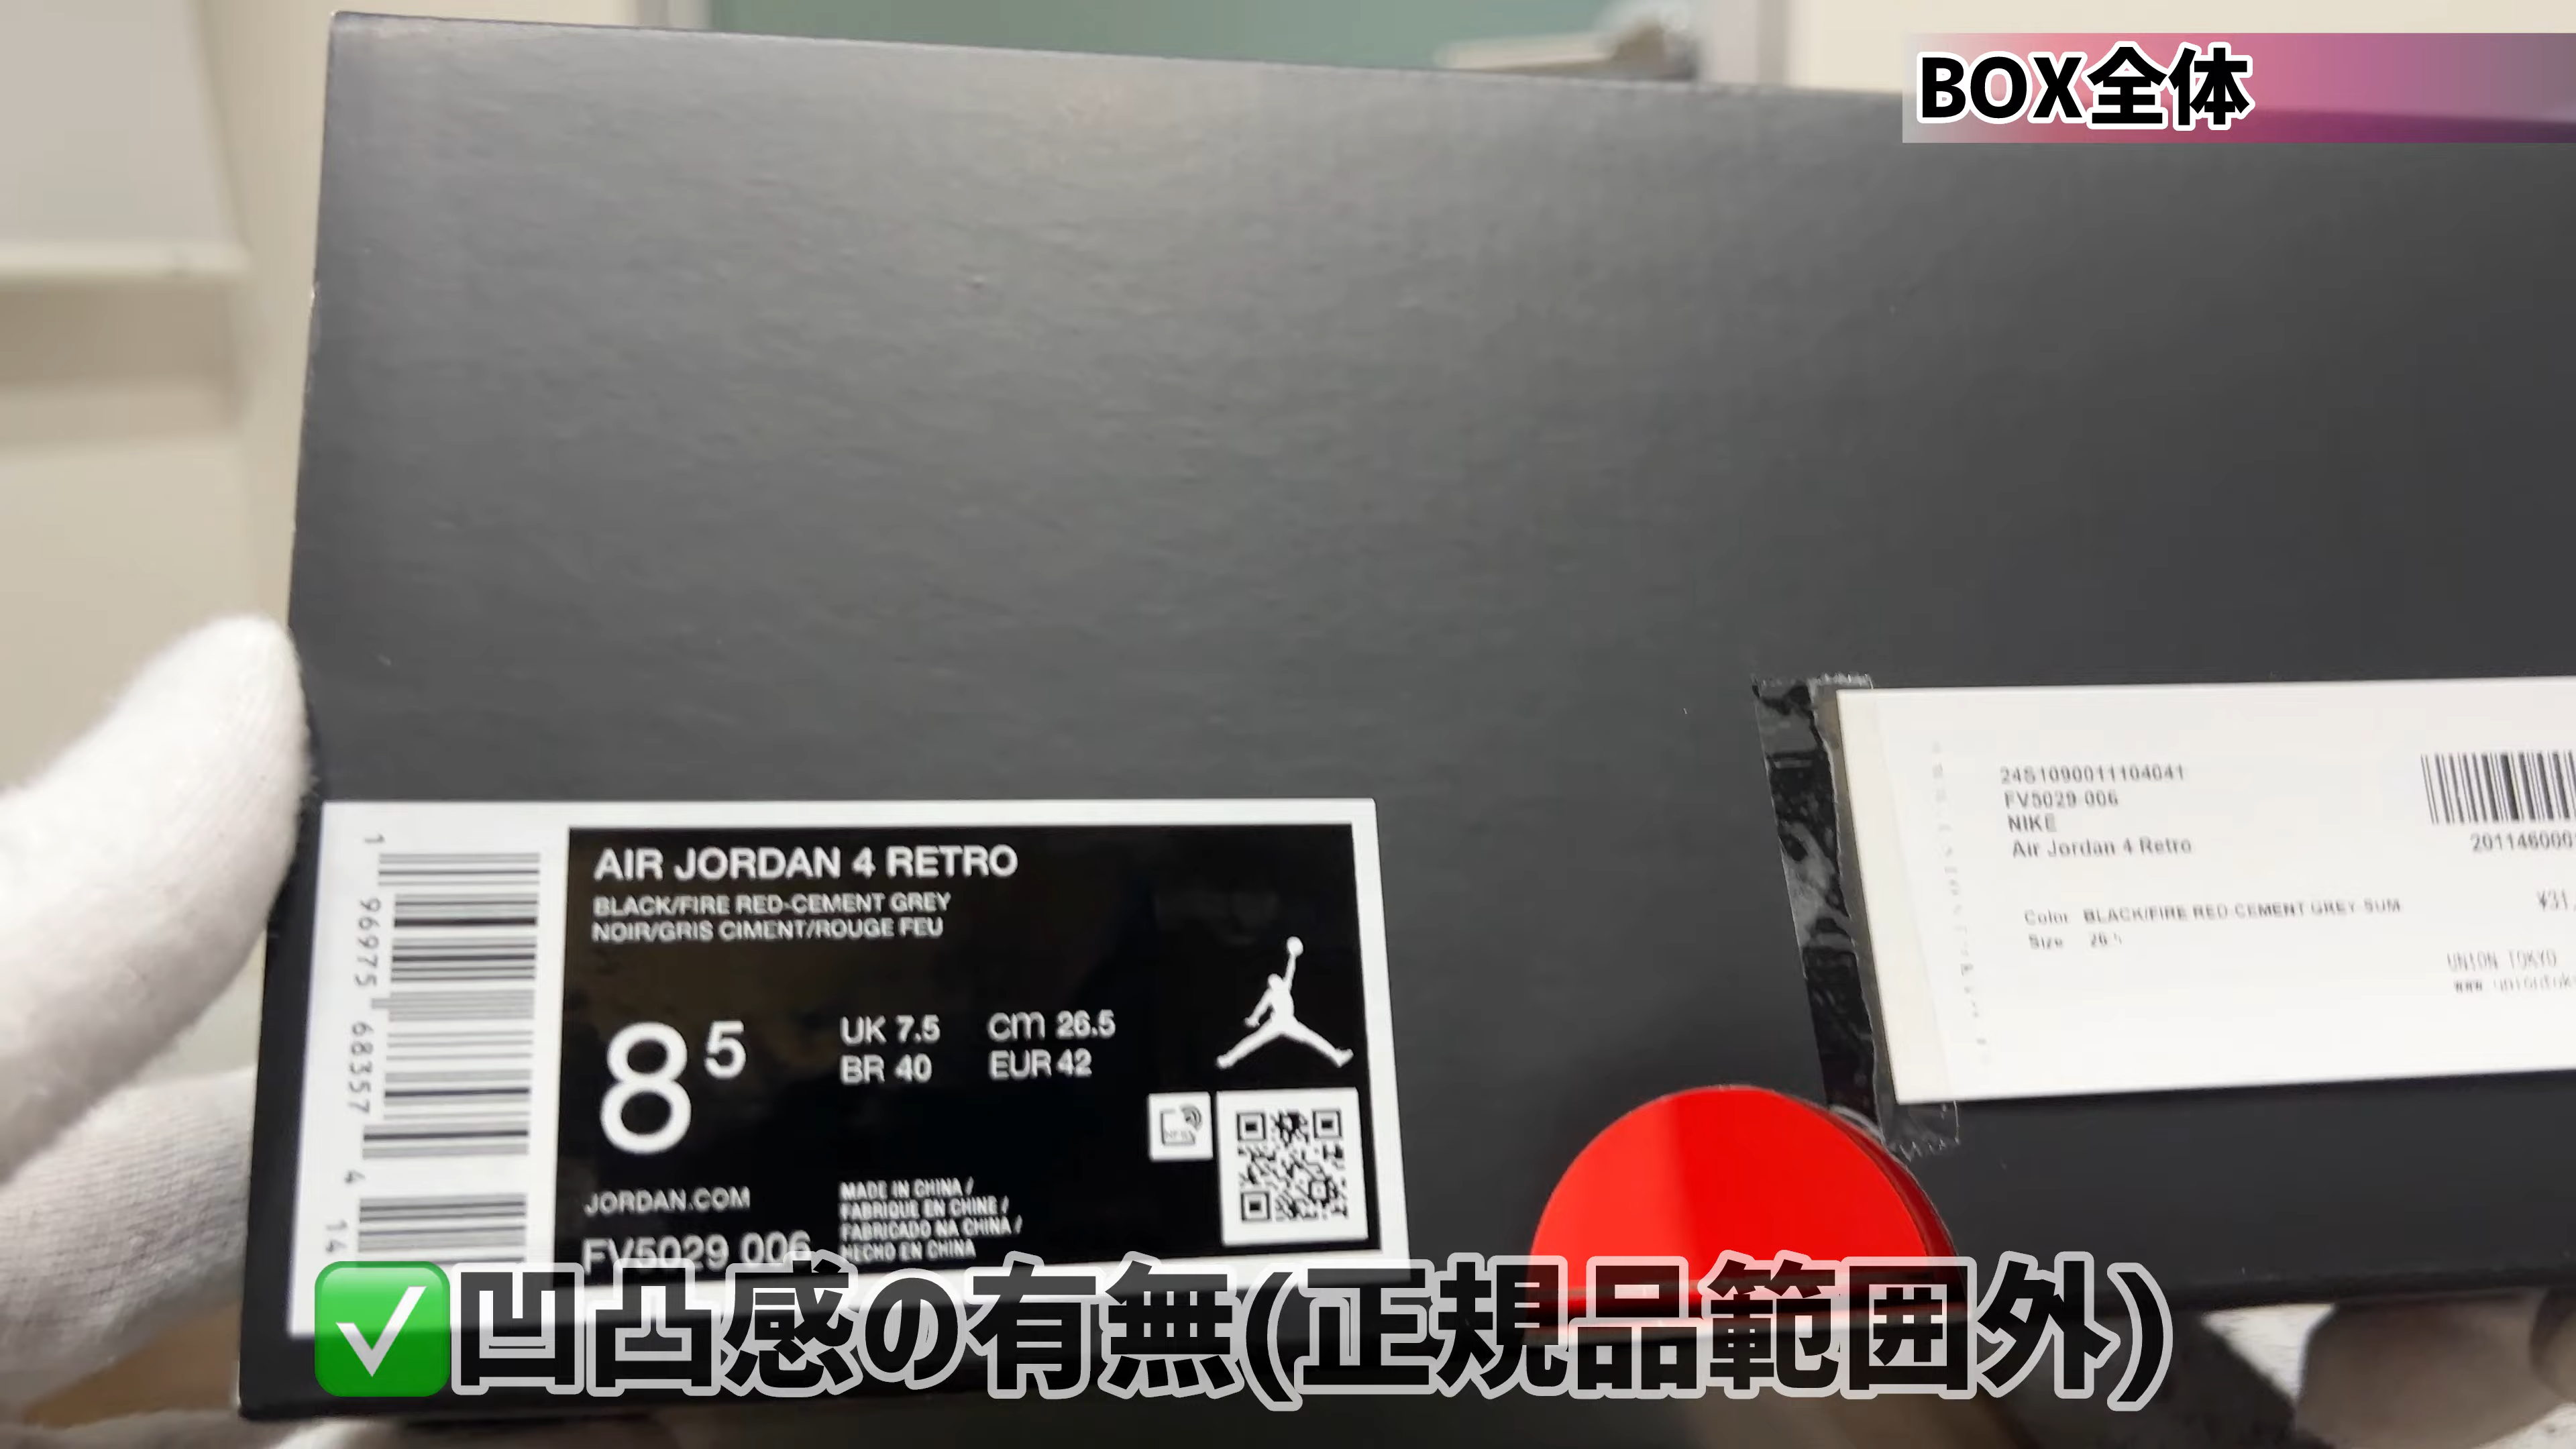 BOX全体
24S1090011104041
FV5029 006
NIKE
Air Jordan 4 Retro
Color BLACK/FIRE RED-CEMENT GREY-SUM
Size
UNION TOKYO
AIR JORDAN 4 RETRO
BLACK/FIRE RED-CEMENT GREY
NOIR/GRIS CIMENT/ROUGE FEU
8 5
UK 7.5 cm 26.5
BR 40 EUR 42
JORDAN.COM
FV5029 006
MADE IN CHINA /
FABRIQUE EN CHINE /
FABRICADO NA CHINA /
HECHO EN CHINA
1 96975 68357 4 14
✅凹凸感の有無(正規品範囲外)